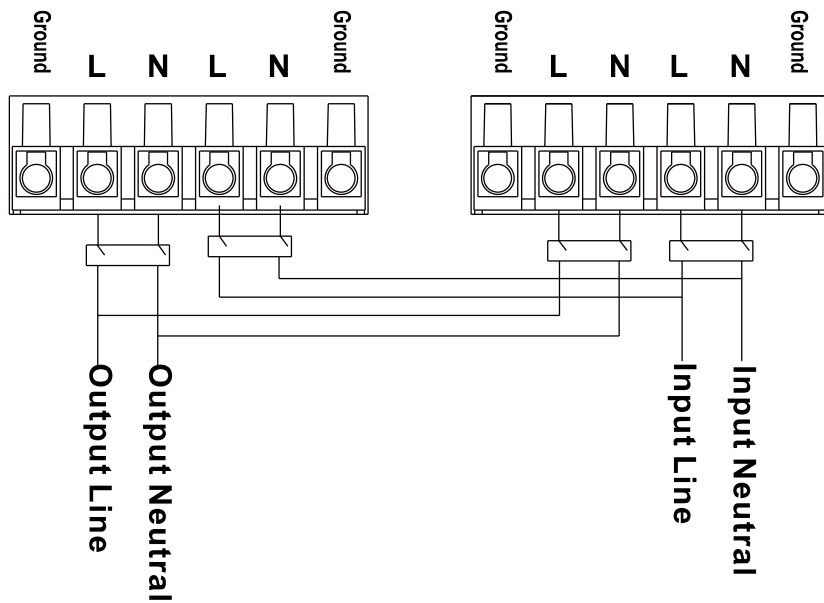 Ground L N L N Ground
Ground L N L N Ground
Output Line
Output Neutral
Input Line
Input Neutral